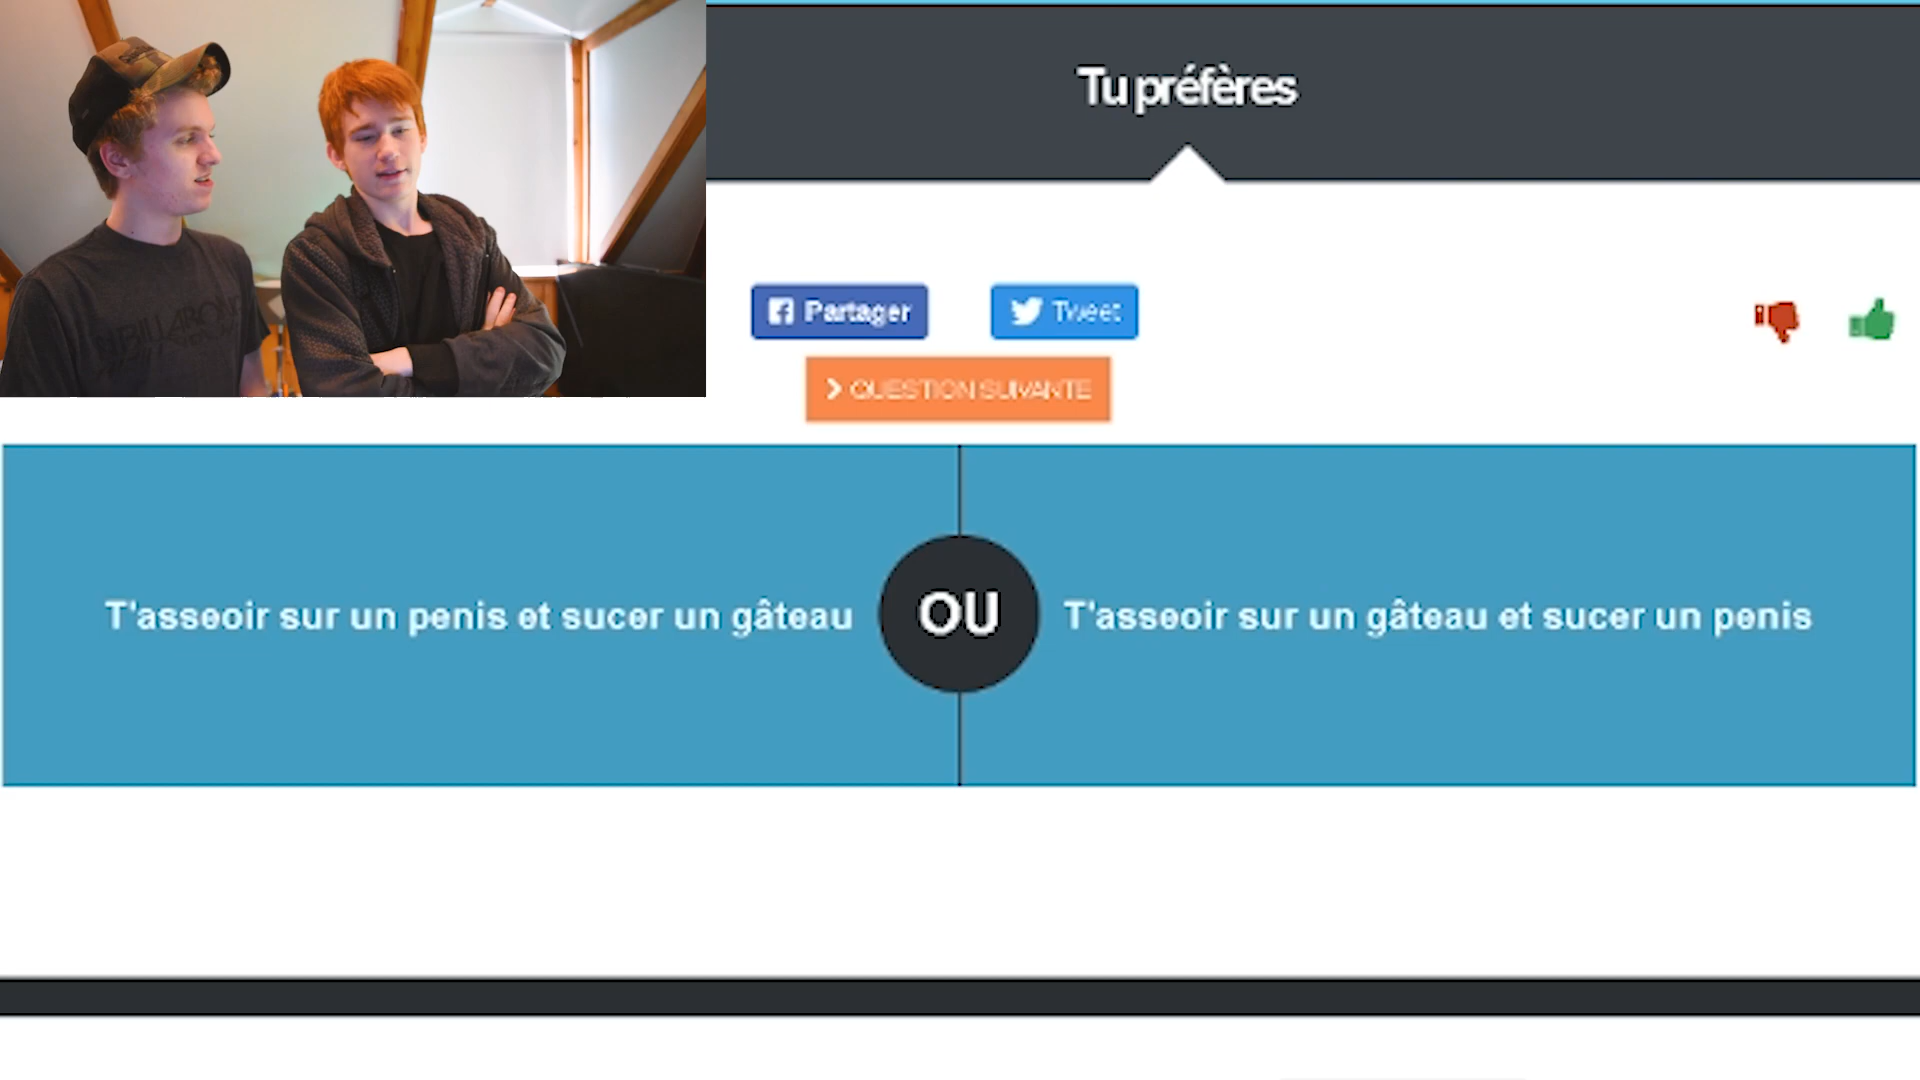 Tu préfères
Partager
Tweet
QUESTION SUIVANTE
T'asseoir sur un penis et sucer un gâteau
OU
T'asseoir sur un gâteau et sucer un penis
BILLABONG